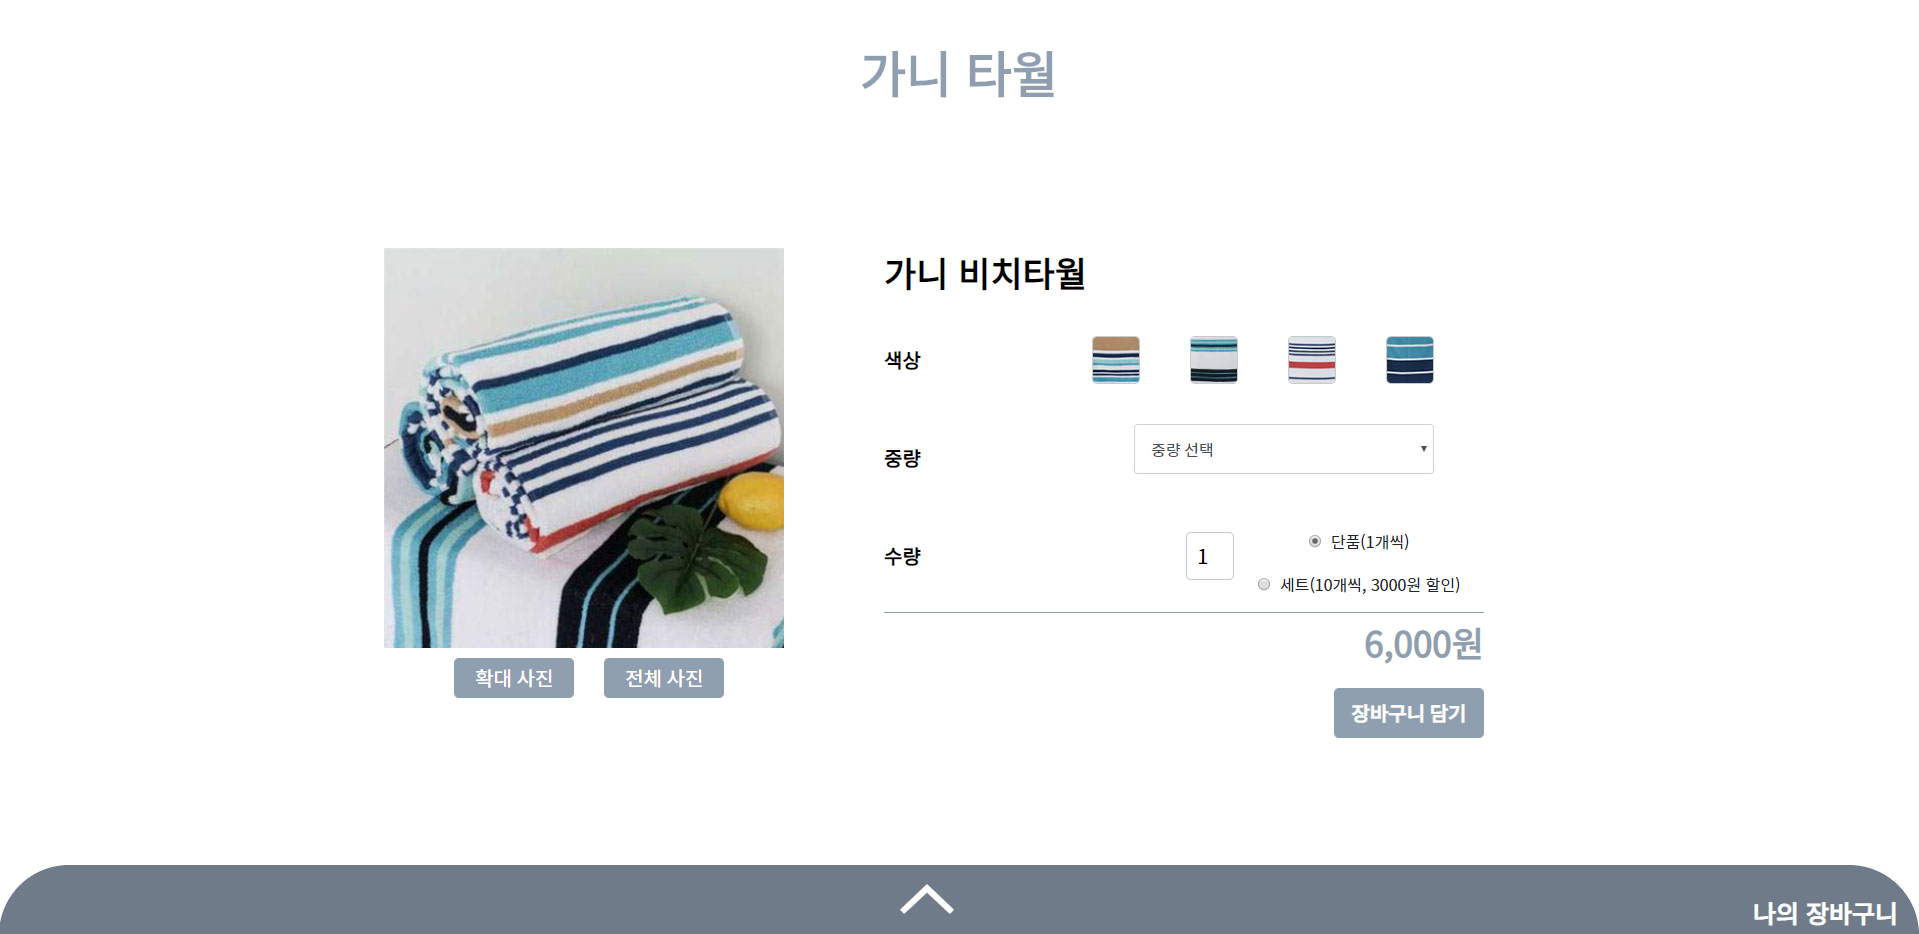 가니 타월
가니 비치타월
색상
중량
중량 선택
수량
1
단품(1개씩)
세트(10개씩, 3000원 할인)
6,000원
확대 사진
전체 사진
장바구니 담기
나의 장바구니